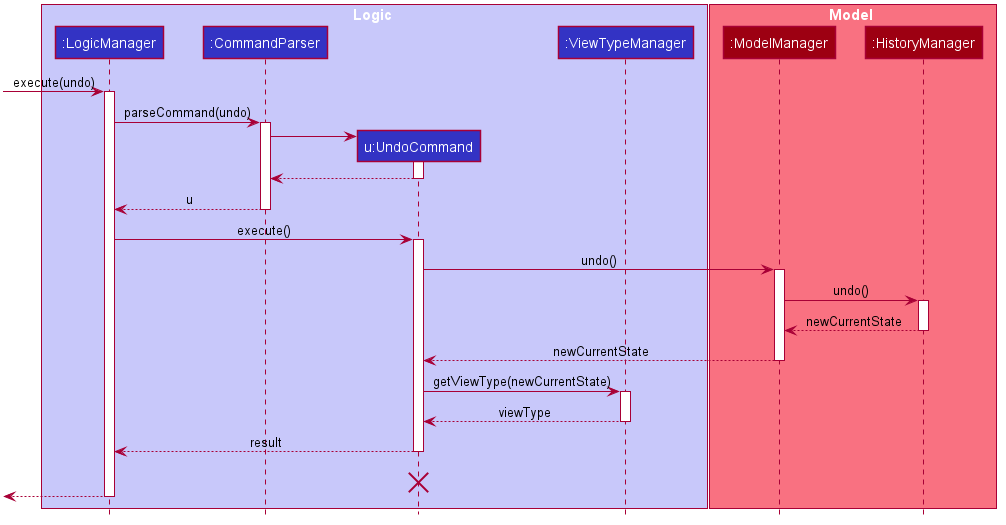 Logic
Model
:LogicManager
:CommandParser
:ViewTypeManager
:ModelManager
:HistoryManager
execute(undo)
parseCommand(undo)
u:UndoCommand
u
execute()
undo()
undo()
newCurrentState
newCurrentState
getViewType(newCurrentState)
viewType
result